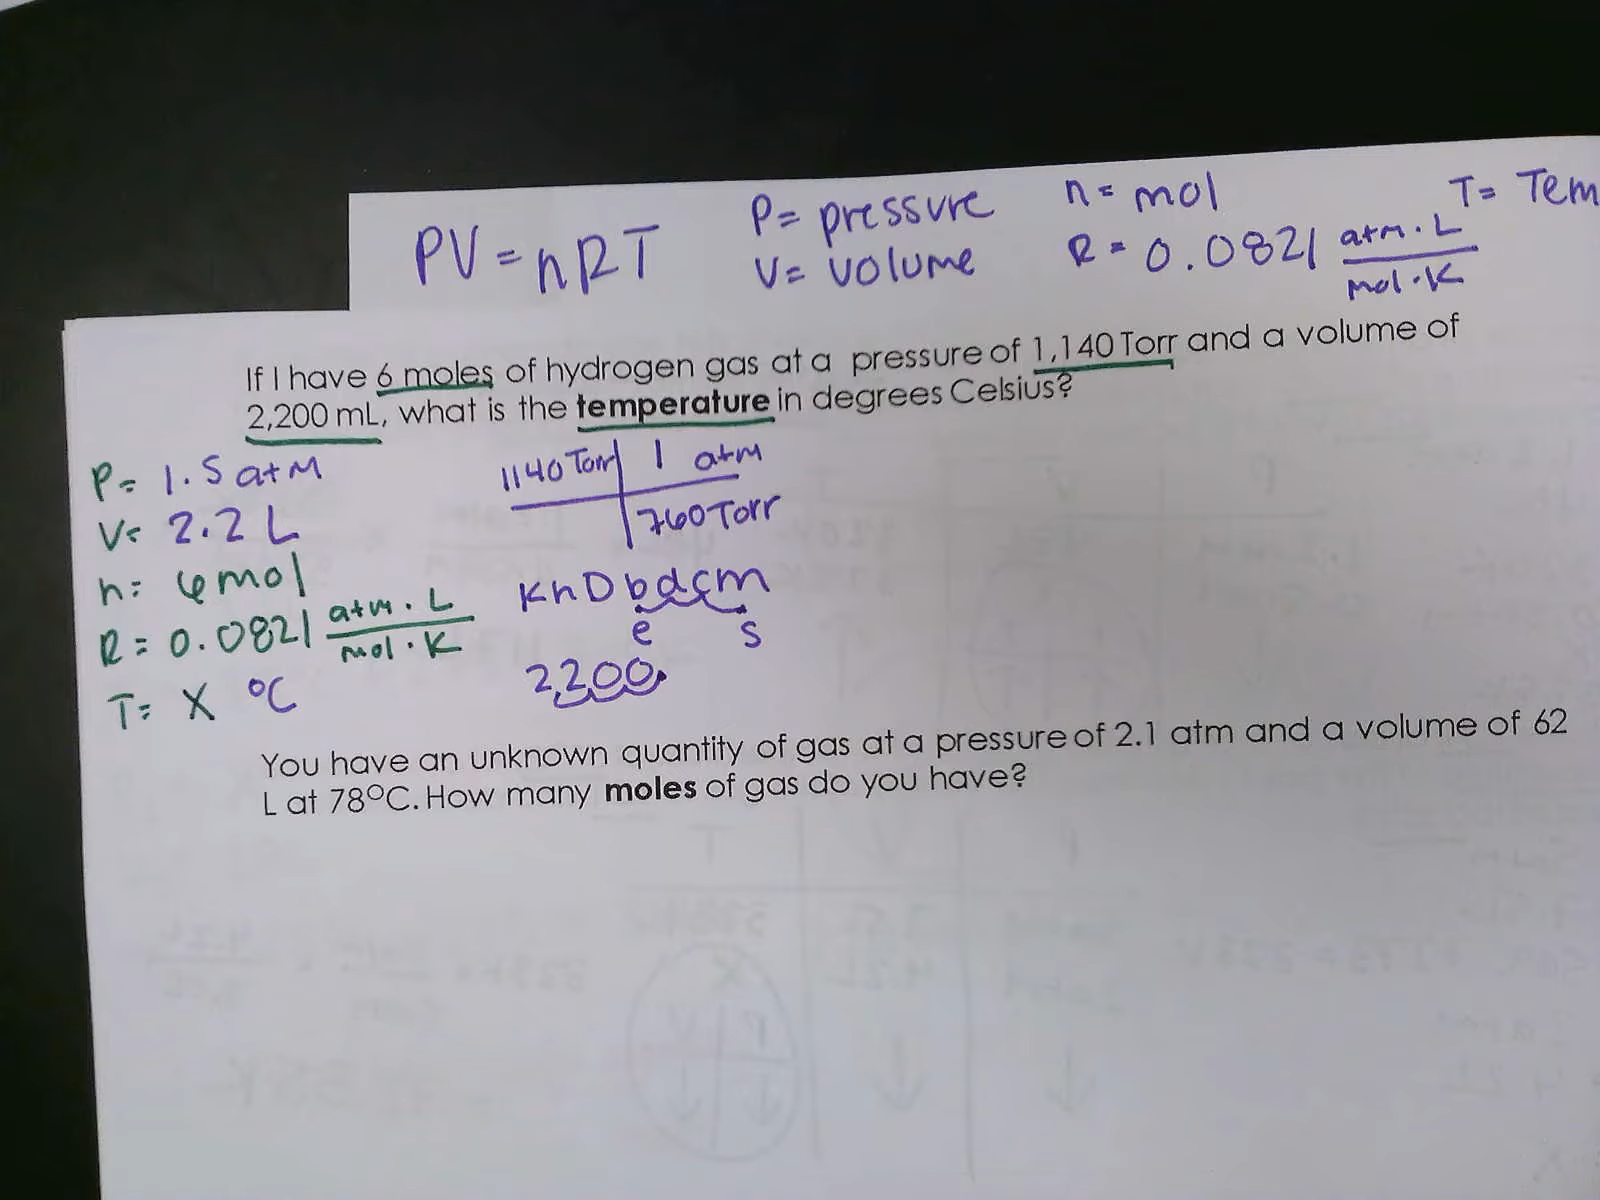 PV = nRT
P = pressure
V = volume
n = mol
R = 0.0821 atm · L
mol · K
T = Tem
If I have 6 moles of hydrogen gas at a pressure of 1,140 Torr and a volume of
2,200 mL, what is the temperature in degrees Celsius?
P = 1.5 atm
V = 2.2 L
n = 6 mol
R = 0.0821 atm · L
mol · K
T = X °C
1140 Torr 1 atm
760 Torr
KhDbdcm
e s
2200.
You have an unknown quantity of gas at a pressure of 2.1 atm and a volume of 62
L at 78°C. How many moles of gas do you have?